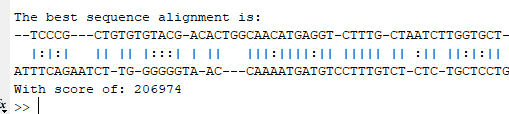 The best sequence alignment is:
--TCCCG---CTGTGTGTACG-ACACTGGCAACATGAGGT-CTTTG-CTAATCTTGGTGCT-
  |:|:|   || || |:::| | ||   |||:||||:|| ||||| || :|| ||:|:||
ATTTCAGAATCT-TG-GGGGGTA-AC---CAAAATGATGTCCTTTGTCT-CTC-TGCTCCTG
With score of: 206974
>>